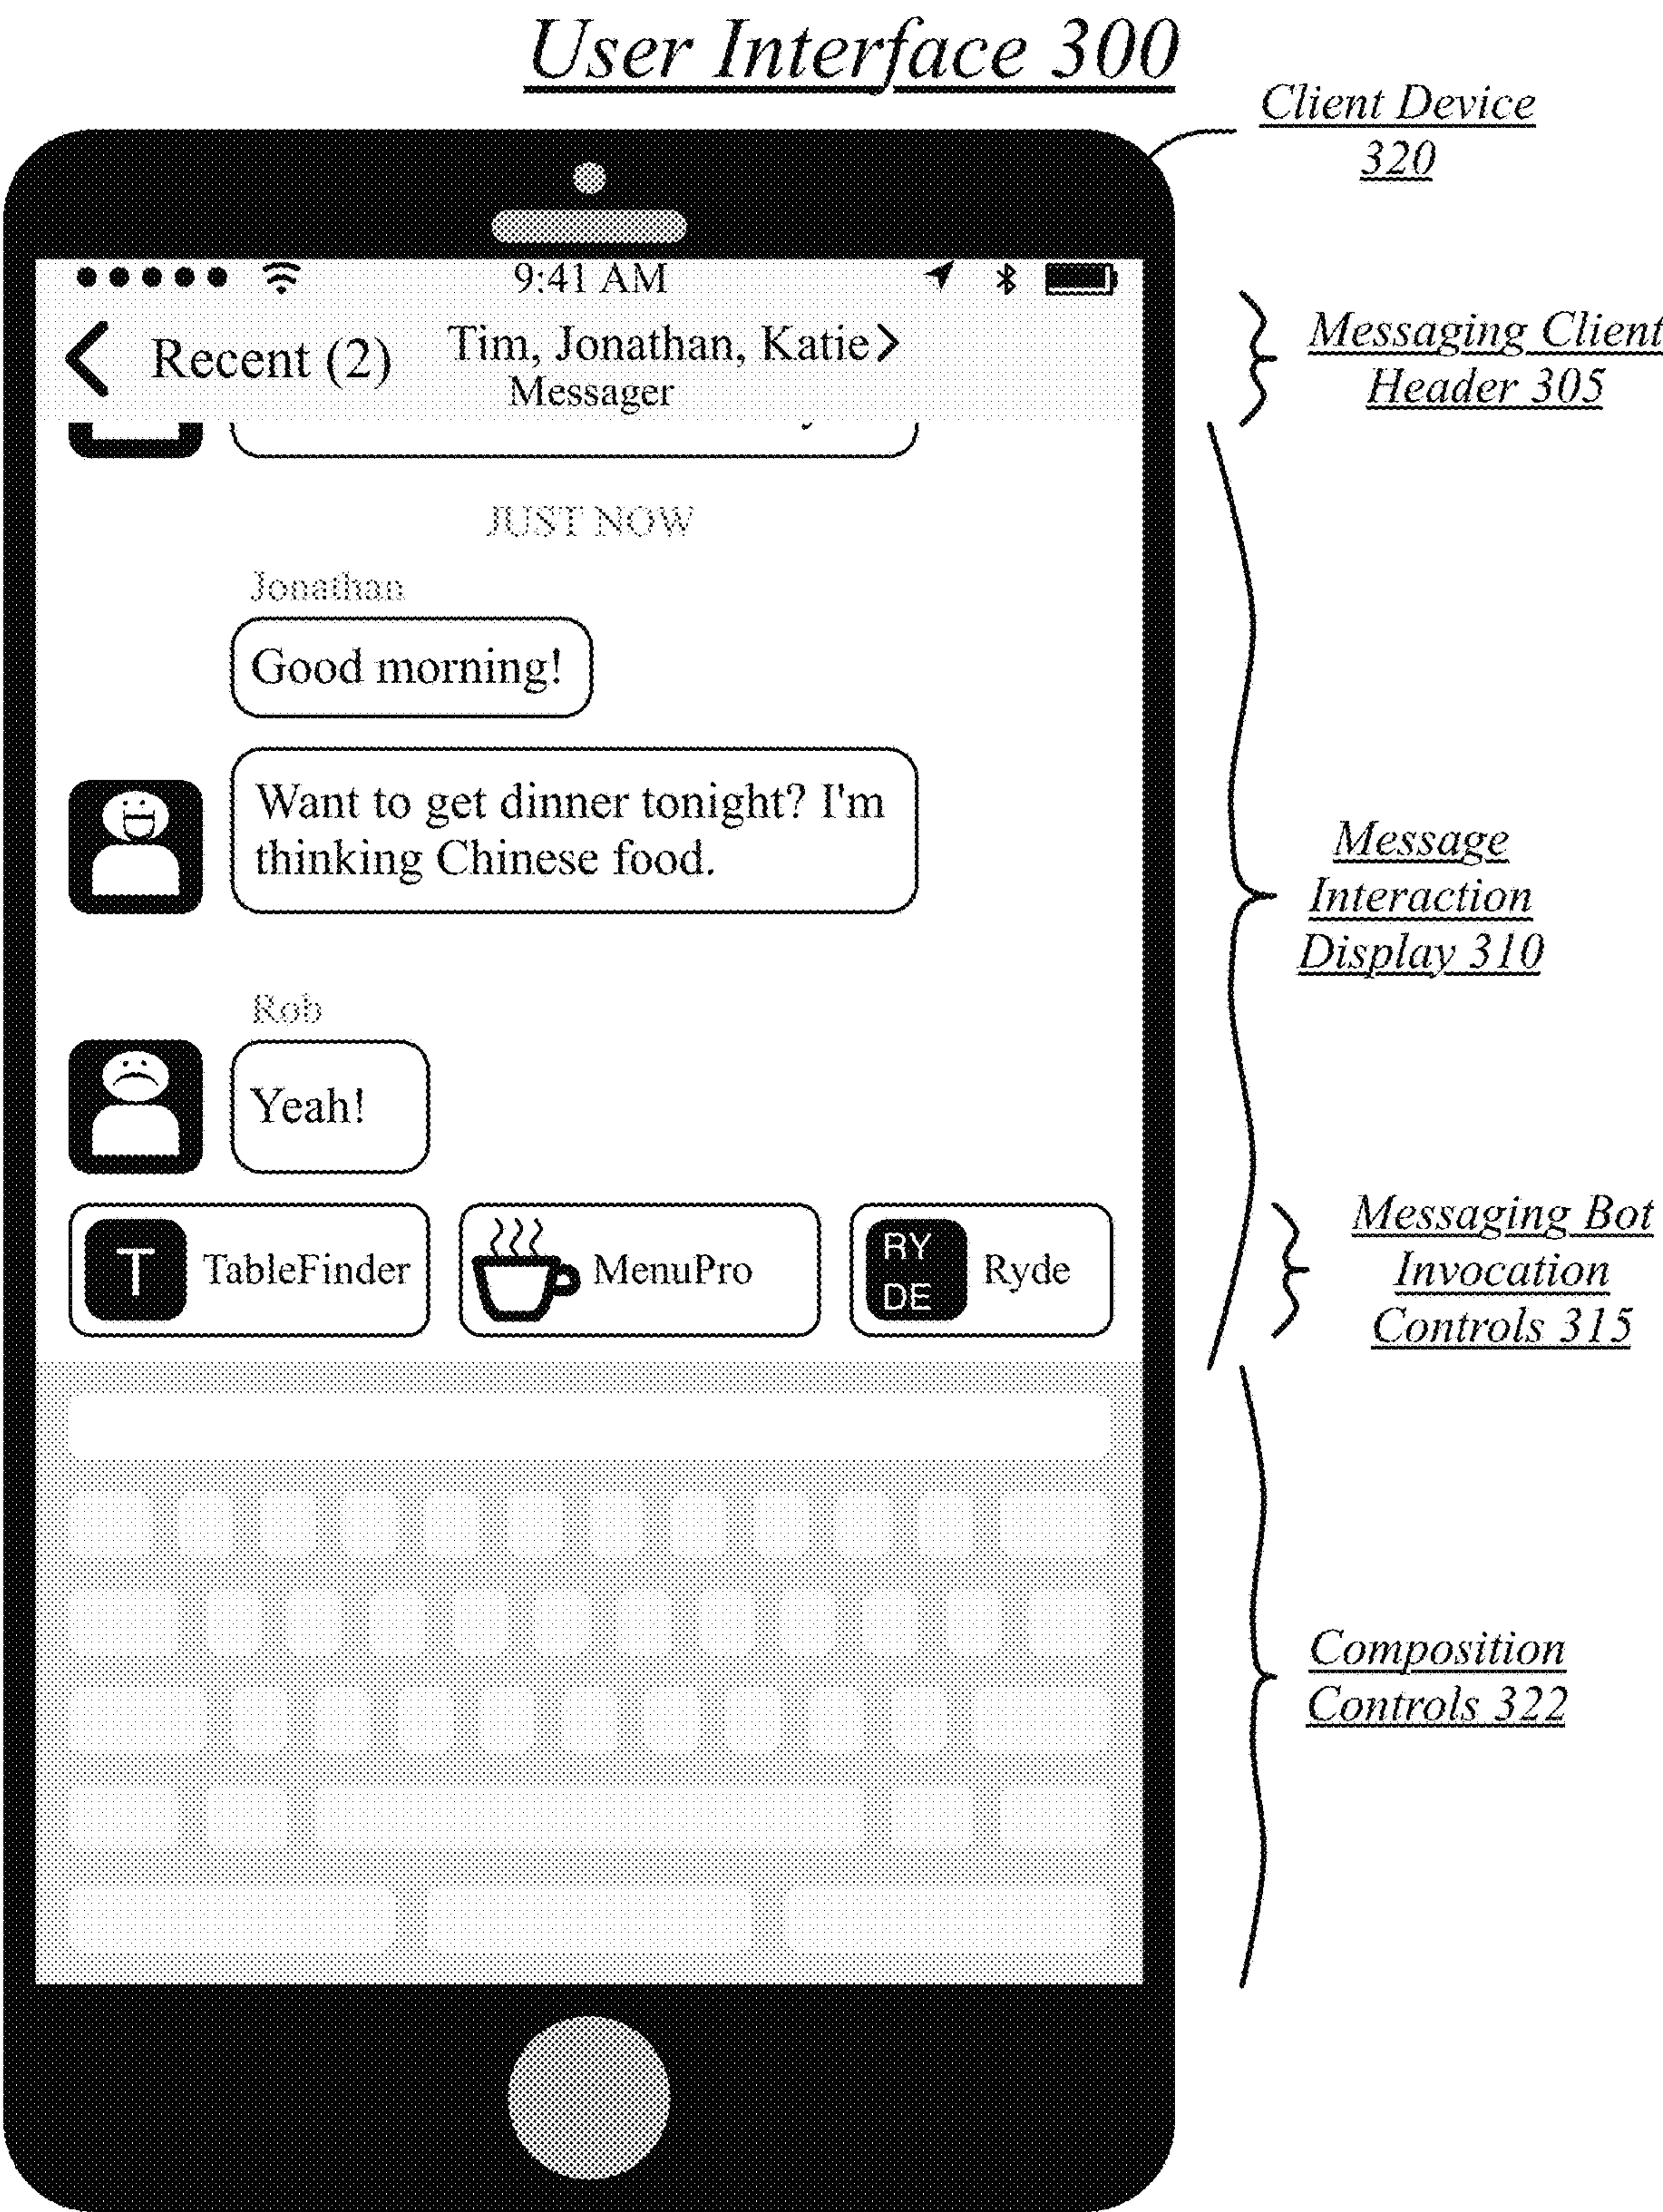 User Interface 300
Client Device
320
9:41 AM
Recent (2)
Tim, Jonathan, Katie
Messager
Messaging Client
Header 305
JUST NOW
Jonathan
Good morning!
Want to get dinner tonight? I'm
thinking Chinese food.
Message
Interaction
Display 310
Rob
Yeah!
T
TableFinder
MenuPro
RY
DE
Ryde
Messaging Bot
Invocation
Controls 315
Composition
Controls 322